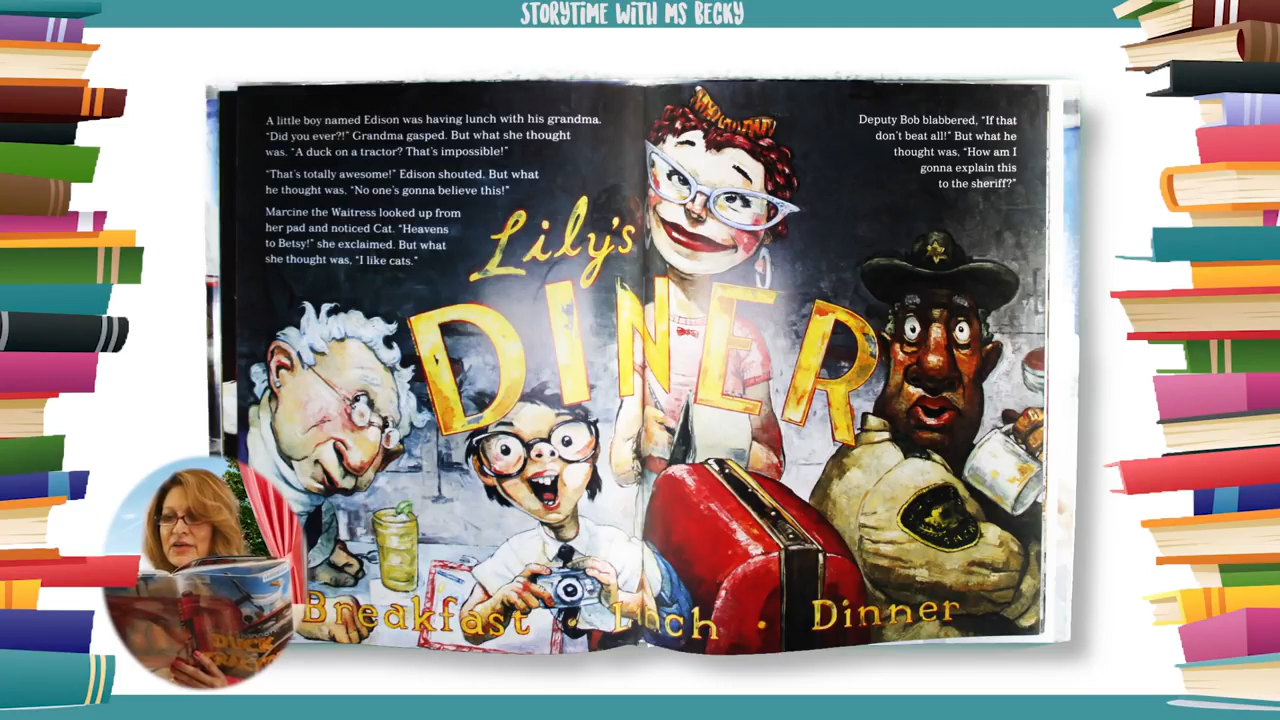 STORYTIME WITH MS BECKY
A little boy named Edison was having lunch with his grandma.
"Did you ever?!" Grandma gasped. But what she thought
was, "A duck on a tractor? That's impossible!"
"That's totally awesome!" Edison shouted. But what
he thought was, "No one's gonna believe this!"
Marcine the Waitress looked up from
her pad and noticed Cat. "Heavens
to Betsy!" she exclaimed. But what
she thought was, "I like cats."
Deputy Bob blabbered, "If that
don't beat all!" But what he
thought was, "How am I
gonna explain this
to the sheriff?"
Lily's
DINER
Breakfast · Lunch · Dinner